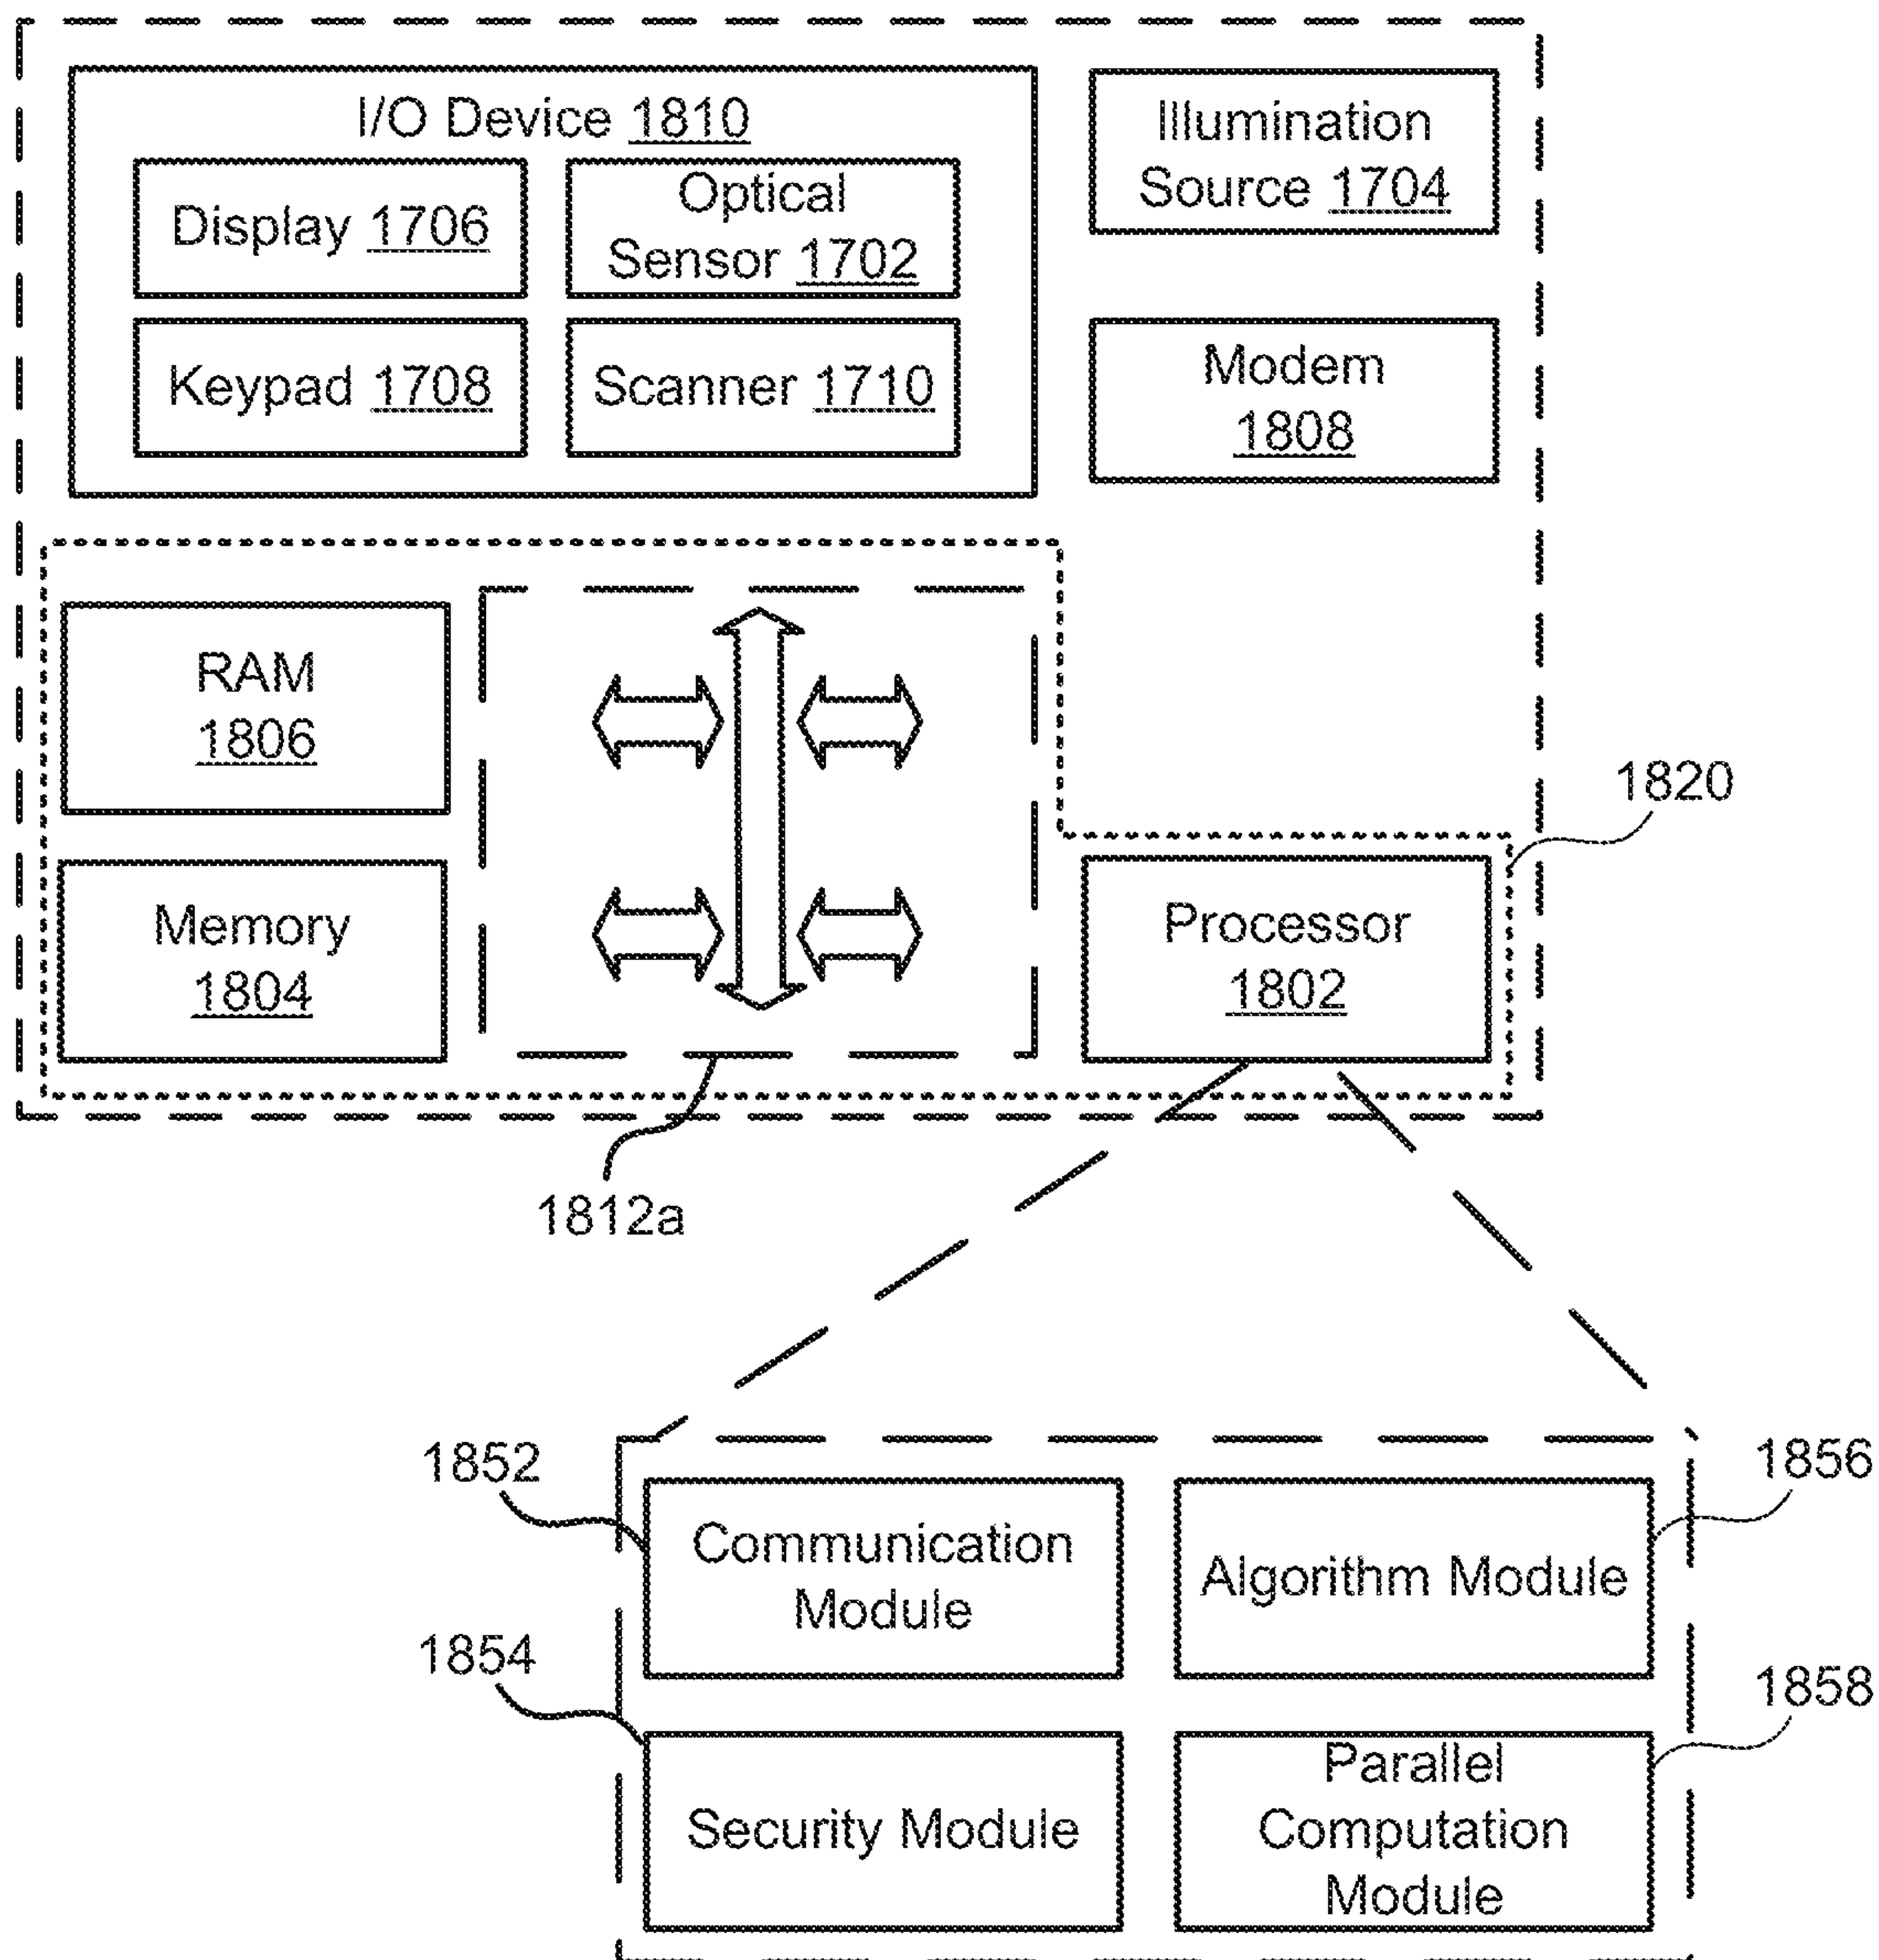 I/O Device 1810
Display 1706
Optical
Sensor 1702
Keypad 1708
Scanner 1710
Illumination
Source 1704
Modem
1808
RAM
1806
Memory
1804
1820
Processor
1802
1812a
1852
Communication
Module
1856
Algorithm Module
1854
Security Module
1858
Parallel
Computation
Module